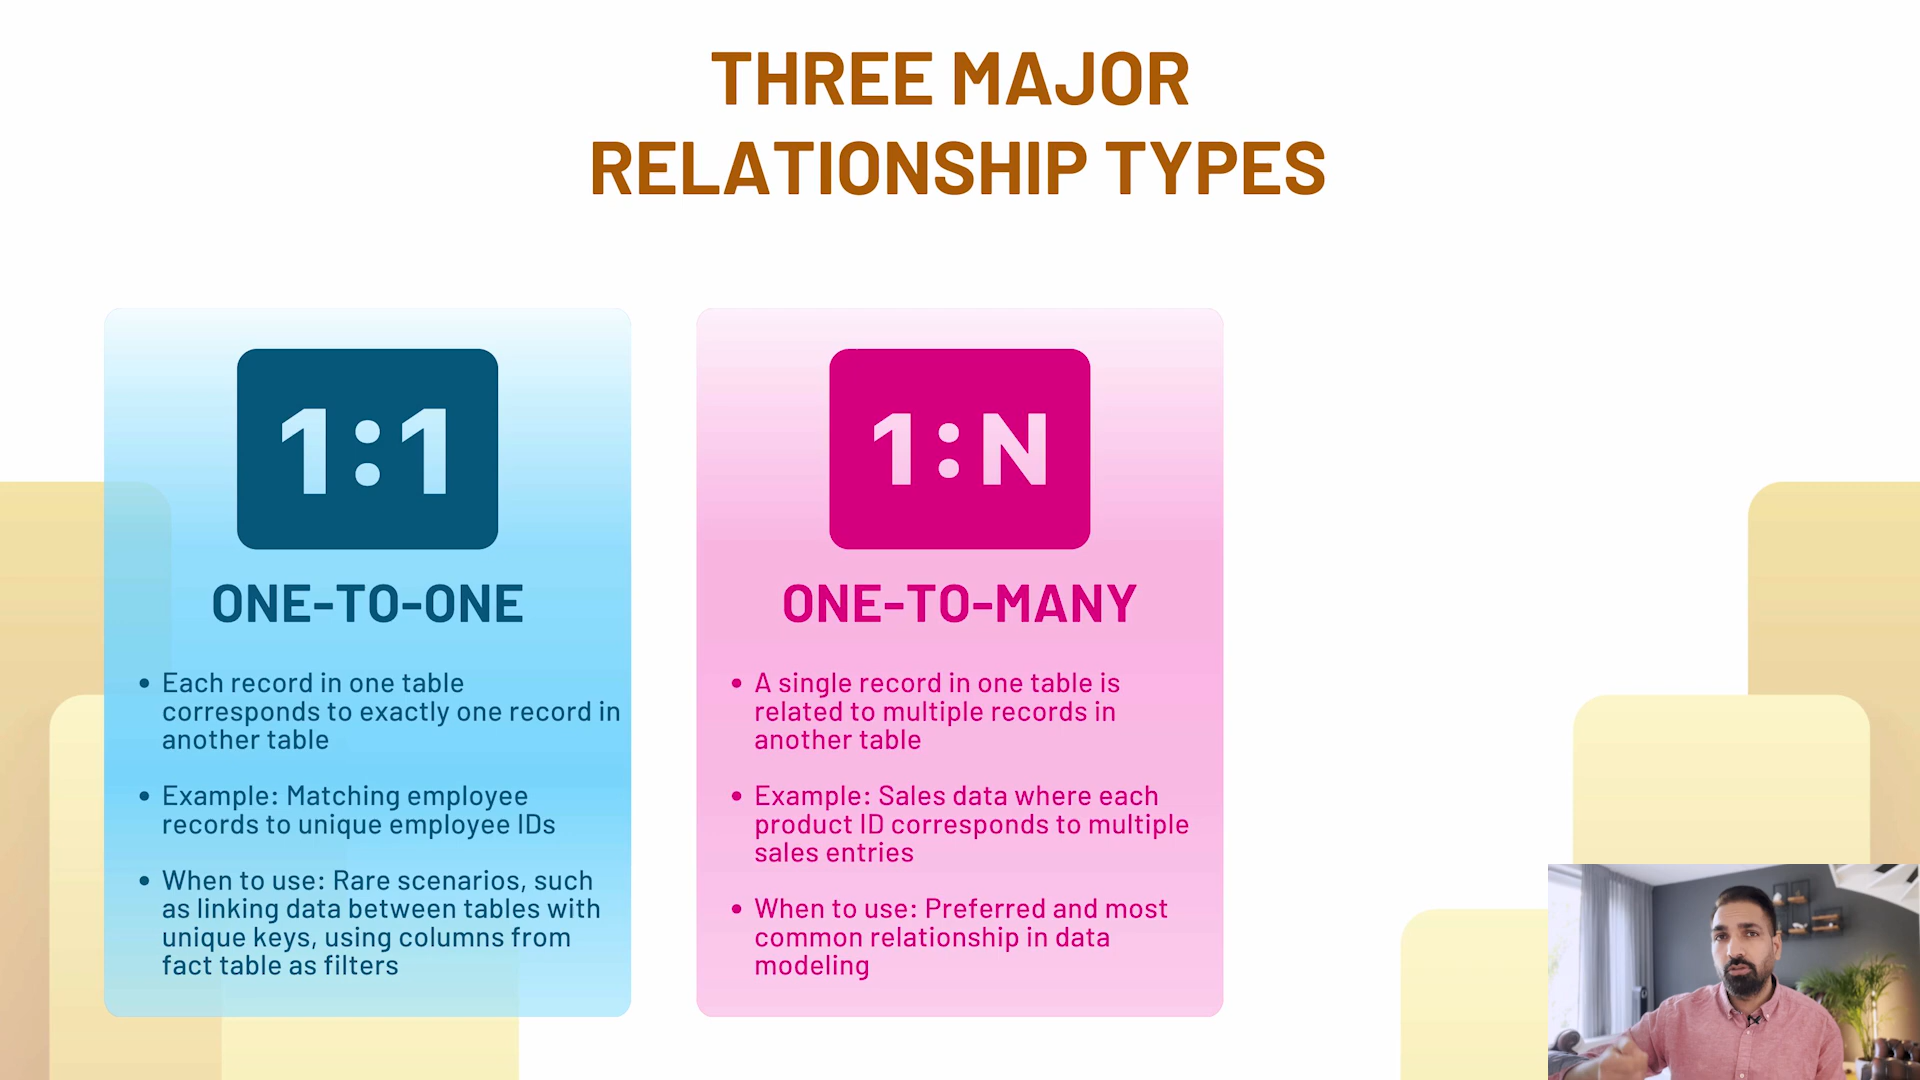 THREE MAJOR
RELATIONSHIP TYPES
1:1
ONE-TO-ONE
• Each record in one table
corresponds to exactly one record in
another table
• Example: Matching employee
records to unique employee IDs
• When to use: Rare scenarios, such
as linking data between tables with
unique keys, using columns from
fact table as filters
1:N
ONE-TO-MANY
• A single record in one table is
related to multiple records in
another table
• Example: Sales data where each
product ID corresponds to multiple
sales entries
• When to use: Preferred and most
common relationship in data
modeling